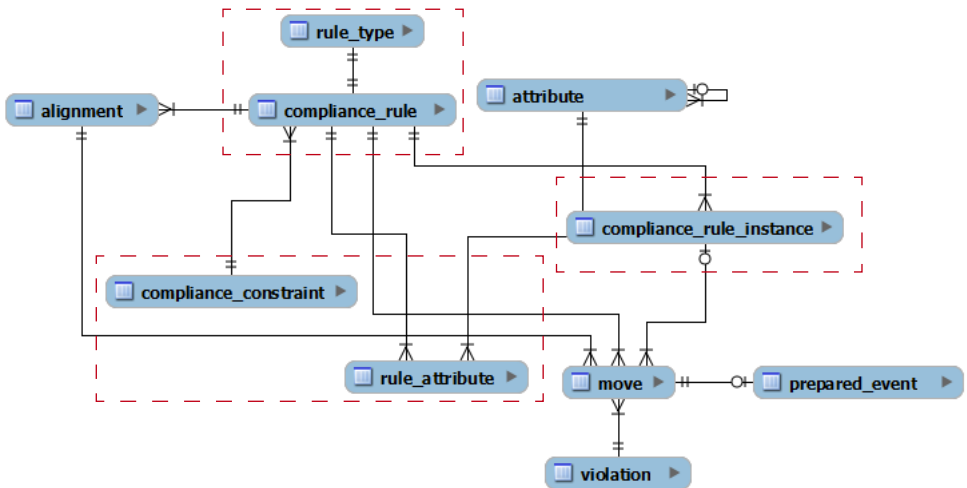 rule_type
alignment
compliance_rule
attribute
compliance_rule_instance
compliance_constraint
rule_attribute
move
prepared_event
violation